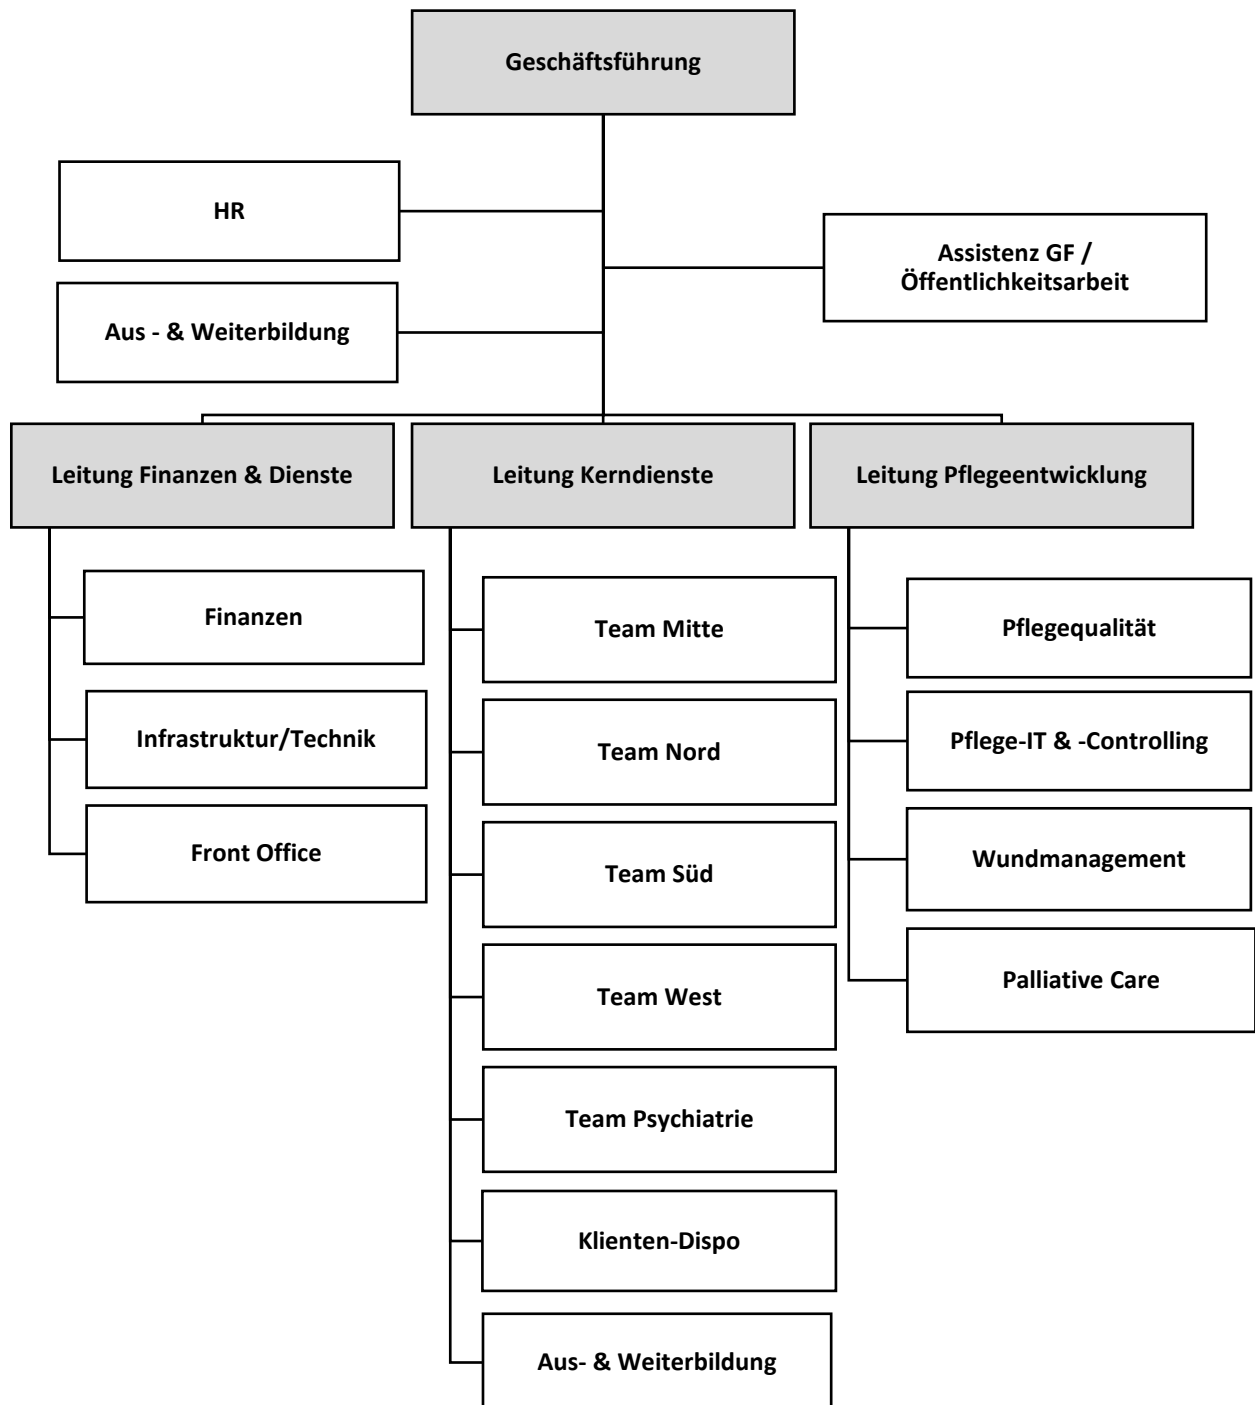 Geschäftsführung
HR
Assistenz GF /
Öffentlichkeitsarbeit
Aus - & Weiterbildung
Leitung Finanzen & Dienste
Leitung Kerndienste
Leitung Pflegeentwicklung
Finanzen
Infrastruktur/Technik
Front Office
Team Mitte
Team Nord
Team Süd
Team West
Team Psychiatrie
Klienten-Dispo
Aus- & Weiterbildung
Pflegequalität
Pflege-IT & -Controlling
Wundmanagement
Palliative Care